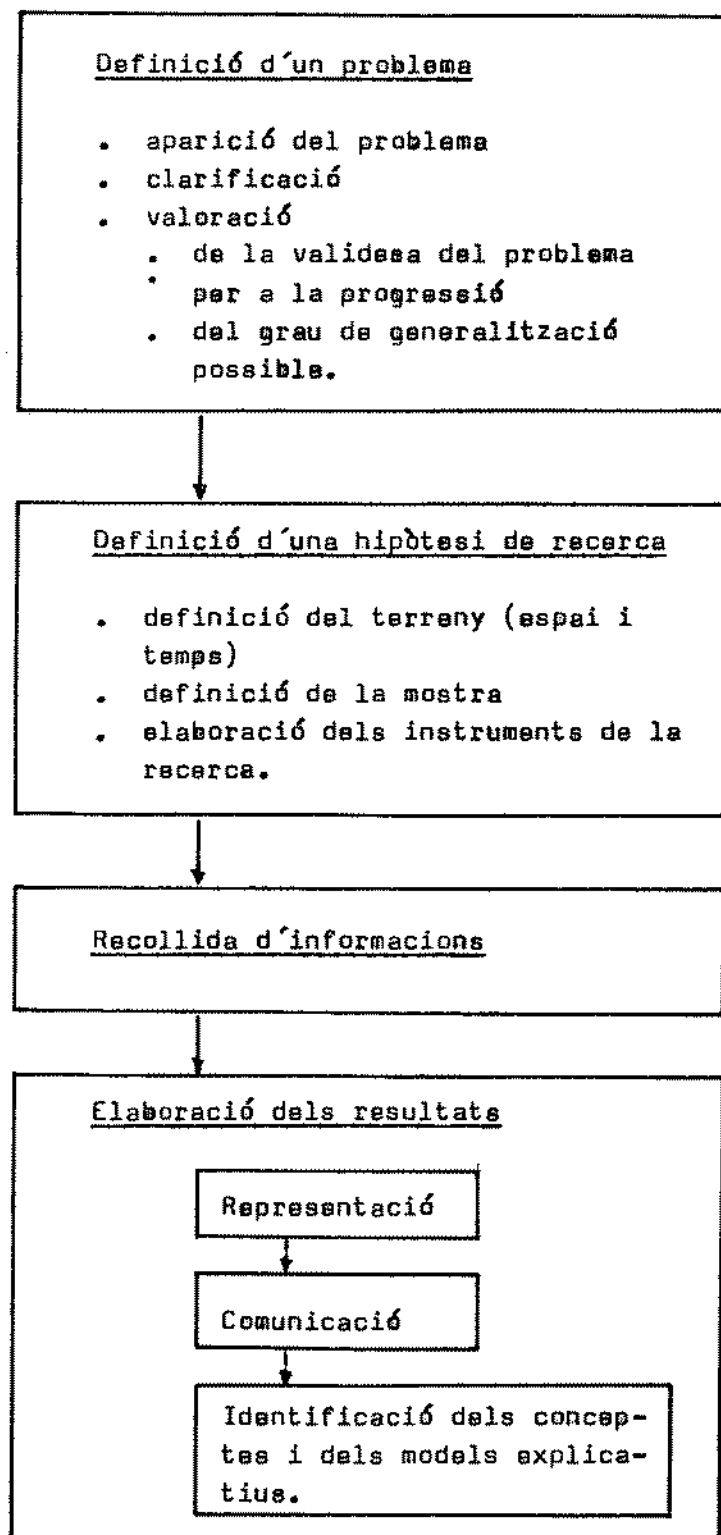 Definició d´un problema
. aparició del problema
. clarificació
. valoració
. de la validesa del problema
per a la progressió
. del grau de generalització
possible.
Definició d´una hipòtesi de recerca
. definició del terreny (espai i
temps)
. definició de la mostra
. elaboració dels instruments de la
recerca.
Recollida d´informacions
Elaboració dels resultats
Representació
Comunicació
Identificació dels concep-
tes i dels models explica-
tius.